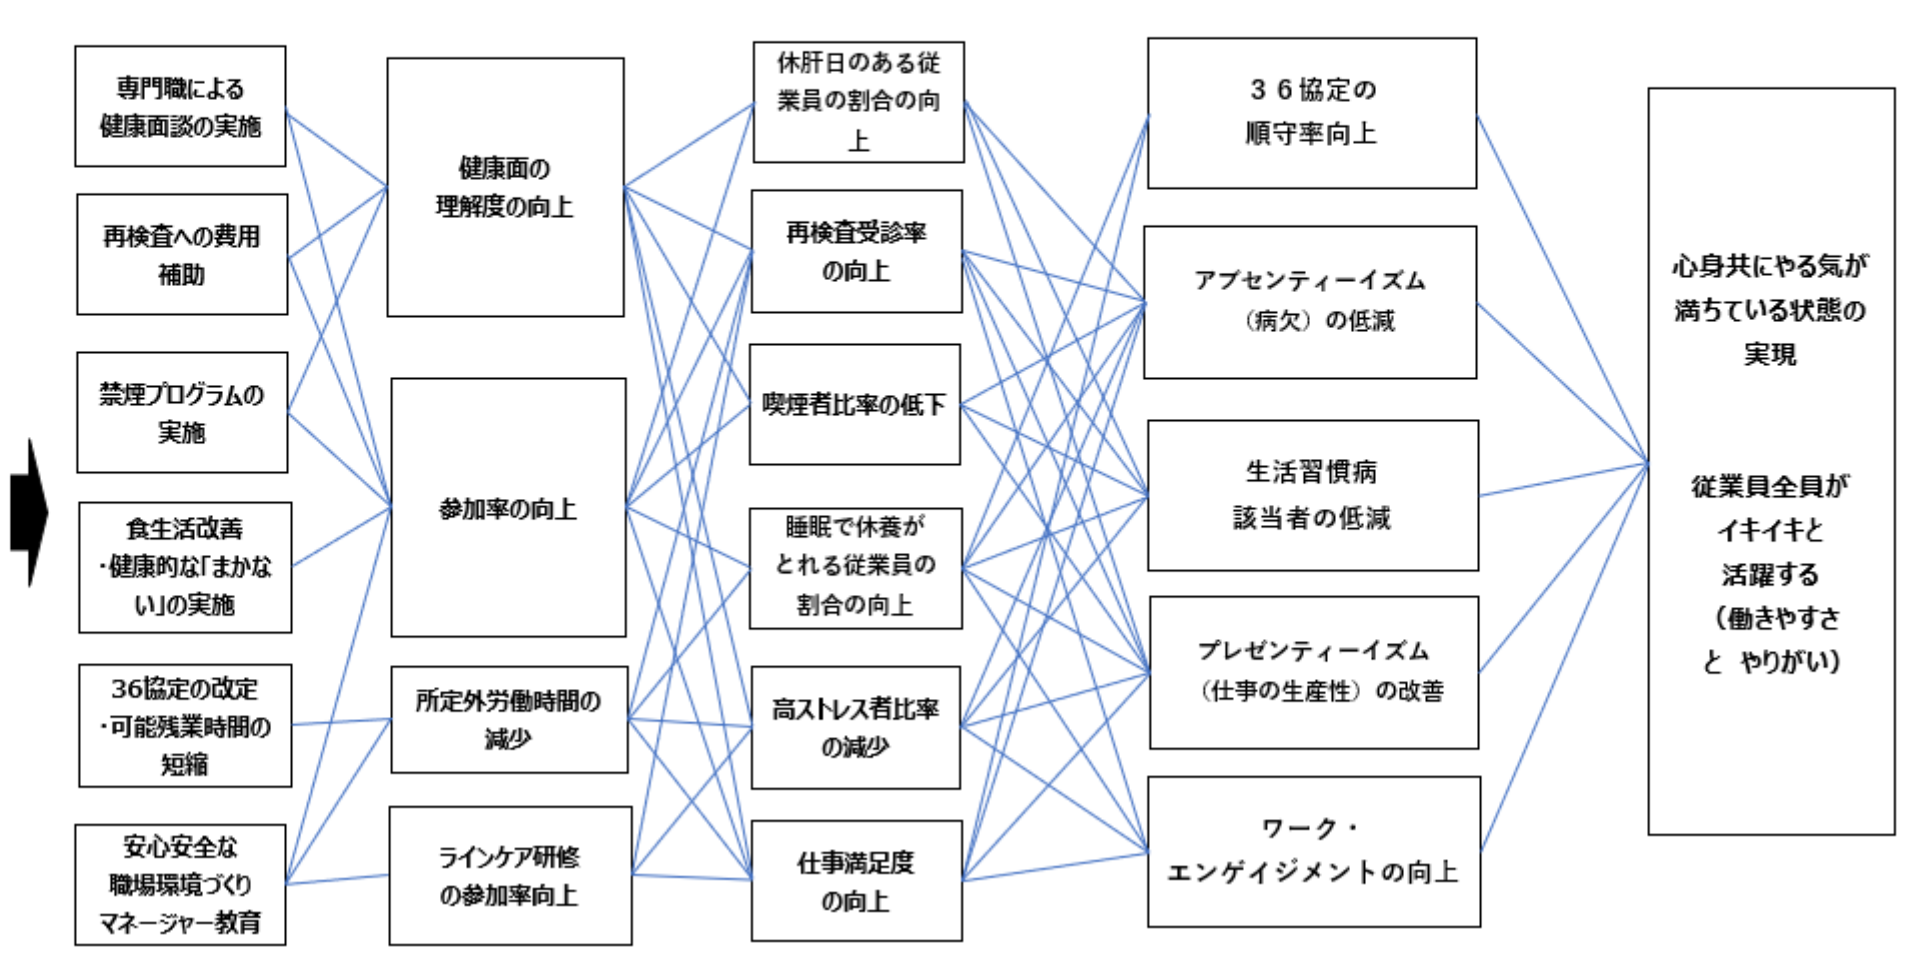 専門職による
健康面談の実施
再検査への費用
補助
禁煙プログラムの
実施
食生活改善
・健康的な「まかな
い」の実施
36協定の改定
・可能残業時間の
短縮
安心安全な
職場環境づくり
マネージャー教育
健康面の
理解度の向上
参加率の向上
所定外労働時間の
減少
ラインケア研修
の参加率向上
休肝日のある従
業員の割合の向
上
再検査受診率
の向上
喫煙者比率の低下
睡眠で休養が
とれる従業員の
割合の向上
高ストレス者比率
の減少
仕事満足度
の向上
３６協定の
順守率向上
アブセンティーイズム
（病欠）の低減
生活習慣病
該当者の低減
プレゼンティーイズム
（仕事の生産性）の改善
ワーク・
エンゲイジメントの向上
心身共にやる気が
満ちている状態の
実現
従業員全員が
イキイキと
活躍する
（働きやすさ
と やりがい）